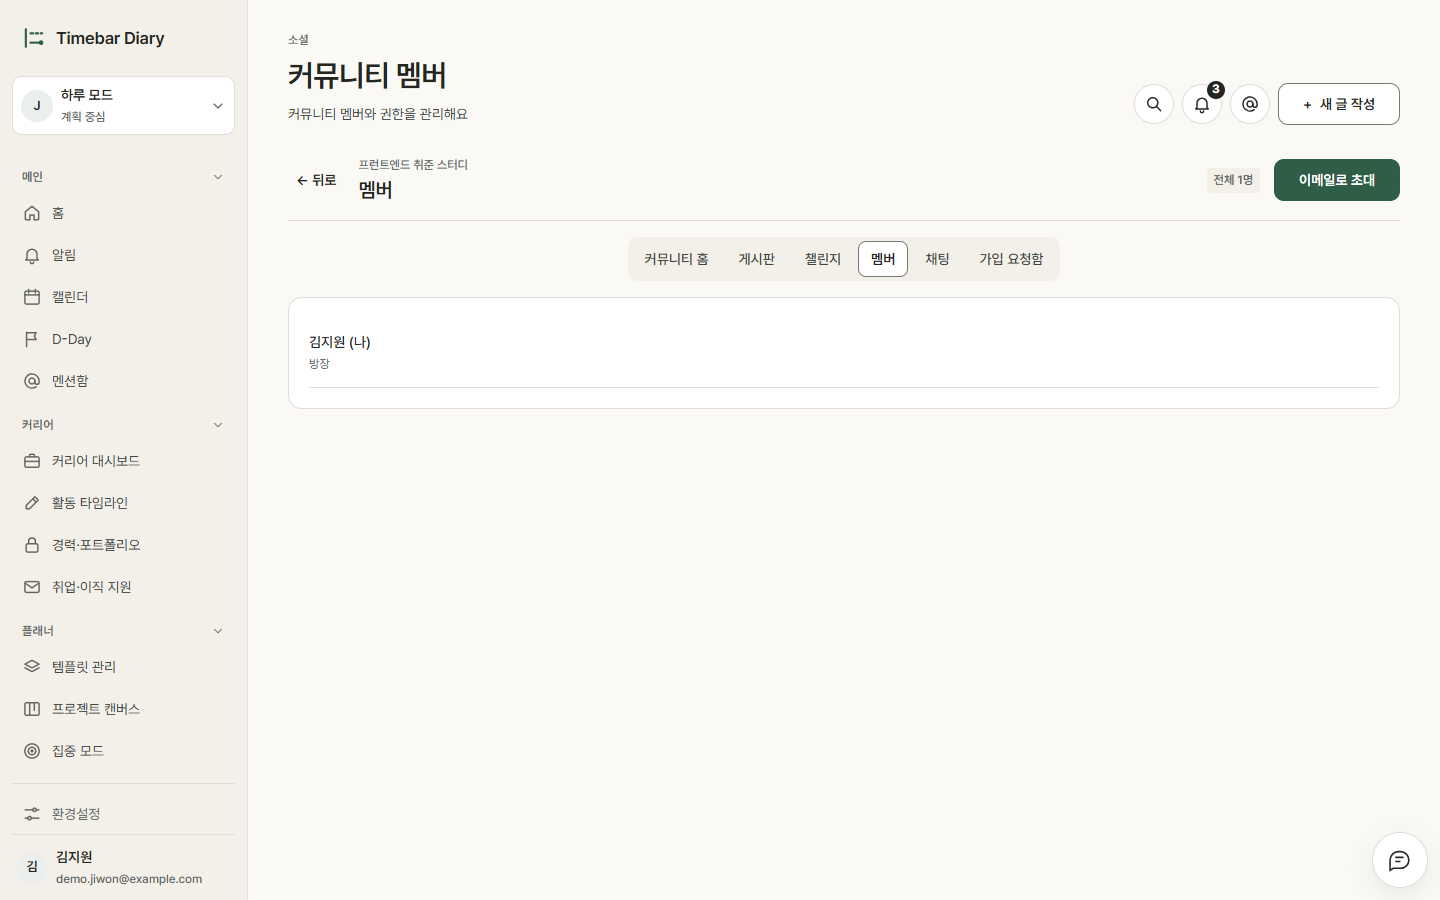 Timebar Diary
J
하루 모드
계획 중심
메인
홈
알림
캘린더
D-Day
멘션함
커리어
커리어 대시보드
활동 타임라인
경력·포트폴리오
취업·이직 지원
플래너
템플릿 관리
프로젝트 캔버스
집중 모드
환경설정
김
김지원
demo.jiwon@example.com
소셜
커뮤니티 멤버
커뮤니티 멤버와 권한을 관리해요
3
+ 새 글 작성
← 뒤로
프런트엔드 취준 스터디
멤버
전체 1명
이메일로 초대
커뮤니티 홈
게시판
챌린지
멤버
채팅
가입 요청함
김지원 (나)
방장